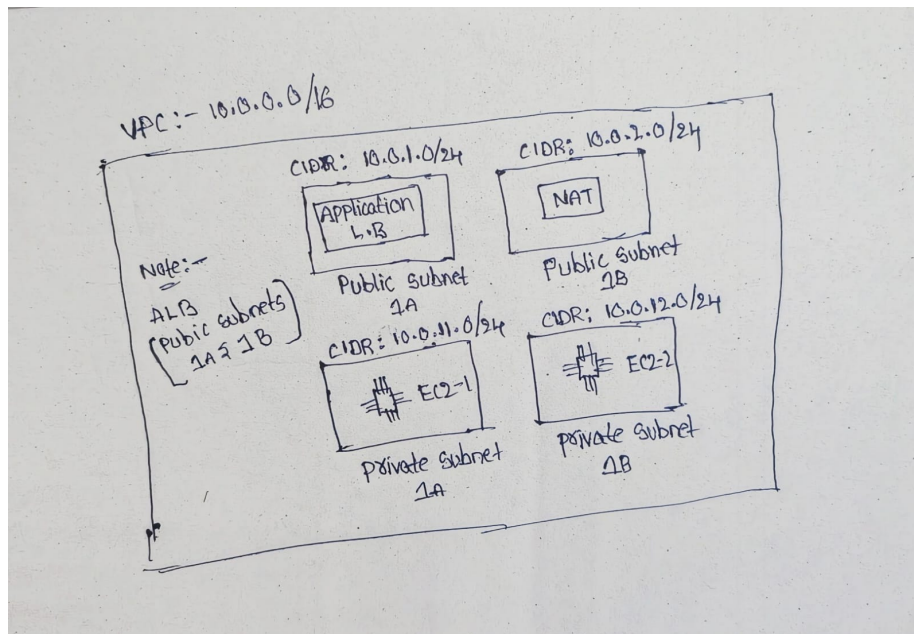 VPC:- 10.0.0.0/16
CIDR: 10.0.1.0/24
CIDR: 10.0.2.0/24
Application
L.B
NAT
Public Subnet
1A
Public Subnet
1B
Note:-
ALB
(Pubic subnets
1A & 1B)
CIDR: 10.0.11.0/24
CIDR: 10.0.12.0/24
EC2-1
EC2-2
private subnet
1A
private subnet
1B